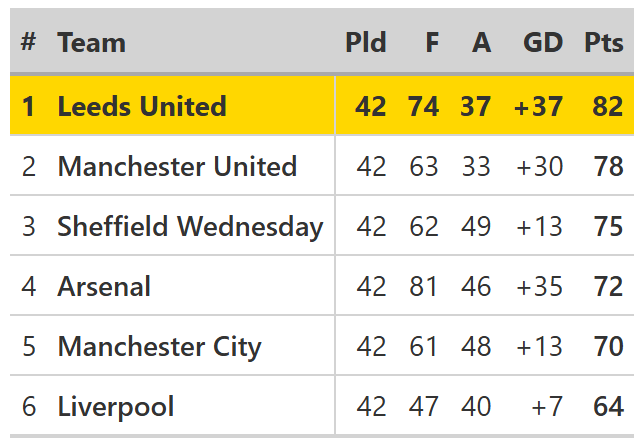 # Team Pld F A GD Pts
1 Leeds United 42 74 37 +37 82
2 Manchester United 42 63 33 +30 78
3 Sheffield Wednesday 42 62 49 +13 75
4 Arsenal 42 81 46 +35 72
5 Manchester City 42 61 48 +13 70
6 Liverpool 42 47 40 +7 64